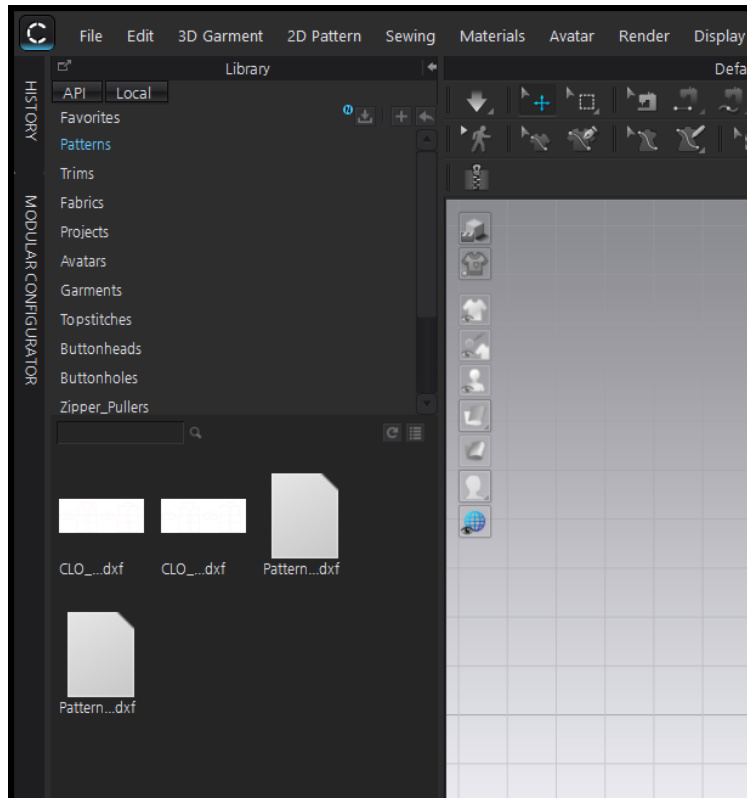 File Edit 3D Garment 2D Pattern Sewing Materials Avatar Render Display
HISTORY
MODULAR CONFIGURATOR
Library
API Local
Favorites
N
Patterns
Trims
Fabrics
Projects
Avatars
Garments
Topstitches
Buttonheads
Buttonholes
Zipper_Pullers
CLO_...dxf CLO_...dxf Pattern...dxf
Pattern...dxf
Defa